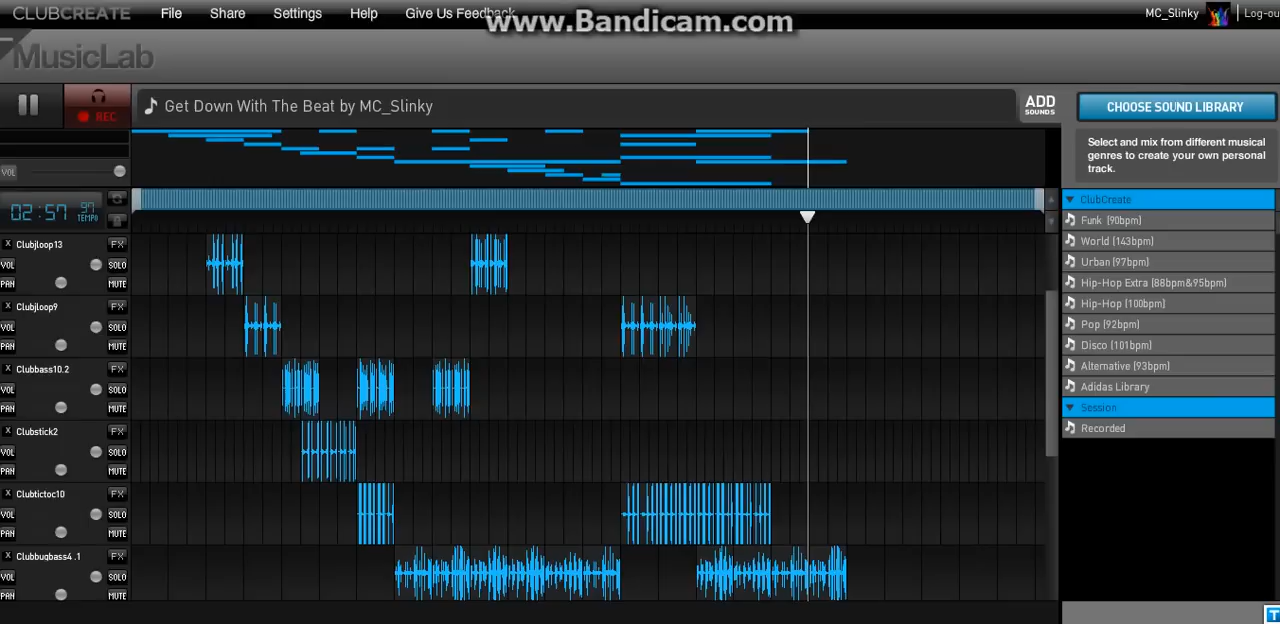 CLUBCREATE File Share Settings Help Give Us Feedback MC_Slinky Log-ou
www.Bandicam.com
MusicLab
REC
Get Down With The Beat by MC_Slinky
ADD
SOUNDS
CHOOSE SOUND LIBRARY
Select and mix from different musical
genres to create your own personal
track.
VOL
02:57 97
TEMPO
Clubjloop13 FX
VOL SOLO
PAN MUTE
Clubjloop9 FX
VOL SOLO
PAN MUTE
Clubbass10.2 FX
VOL SOLO
PAN MUTE
Clubstick2 FX
VOL SOLO
PAN MUTE
Clubtictoc10 FX
VOL SOLO
PAN MUTE
Clubbugbass4 .1 FX
VOL SOLO
PAN MUTE
ClubCreate
Funk (90bpm)
World (143bpm)
Urban (97bpm)
Hip-Hop Extra (88bpm&95bpm)
Hip-Hop (100bpm)
Pop (92bpm)
Disco (101bpm)
Alternative (93bpm)
Adidas Library
Session
Recorded
T